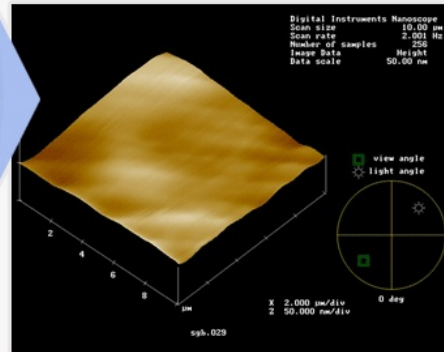 Digital Instruments Nanoscope
Scan size 10.00 µm
Scan rate 2.001 Hz
Number of samples 256
Image Data Height
Data scale 50.00 nm
view angle
light angle
0 deg
2
4
6
8
µm
X 2.000 µm/div
Z 50.000 nm/div
sgb.029